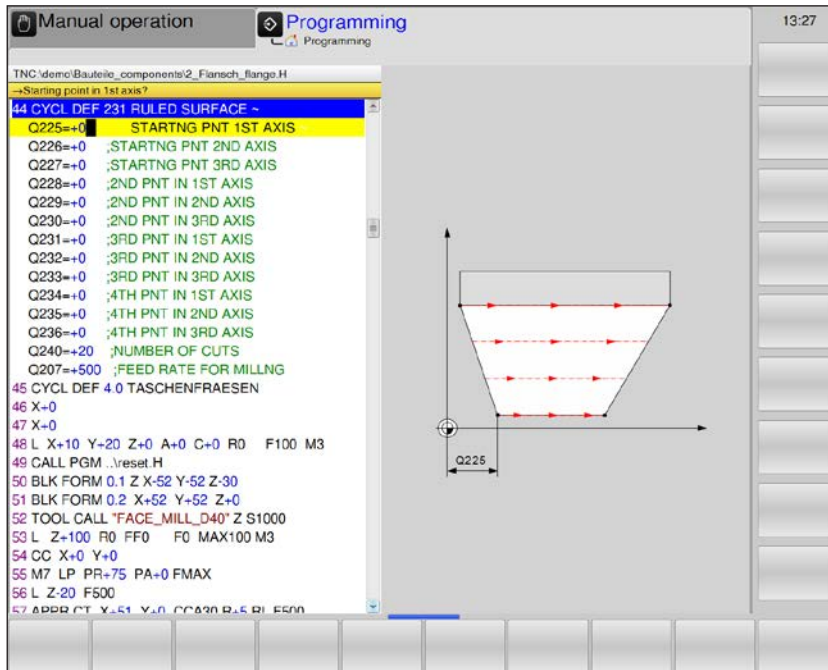 Manual operation
Programming
Programming
13:27
TNC:\demo\Bauteile_components\2_Flansch_flange.H
→Starting point in 1st axis?
44 CYCL DEF 231 RULED SURFACE ~
Q225=+0 STARTNG PNT 1ST AXIS
Q226=+0 ;STARTNG PNT 2ND AXIS
Q227=+0 ;STARTNG PNT 3RD AXIS
Q228=+0 ;2ND PNT IN 1ST AXIS
Q229=+0 ;2ND PNT IN 2ND AXIS
Q230=+0 ;2ND PNT IN 3RD AXIS
Q231=+0 ;3RD PNT IN 1ST AXIS
Q232=+0 ;3RD PNT IN 2ND AXIS
Q233=+0 ;3RD PNT IN 3RD AXIS
Q234=+0 ;4TH PNT IN 1ST AXIS
Q235=+0 ;4TH PNT IN 2ND AXIS
Q236=+0 ;4TH PNT IN 3RD AXIS
Q240=+20 ;NUMBER OF CUTS
Q207=+500 ;FEED RATE FOR MILLNG
45 CYCL DEF 4.0 TASCHENFRAESEN
46 X+0
47 X+0
48 L X+10 Y+20 Z+0 A+0 C+0 R0 F100 M3
49 CALL PGM ..\reset.H
50 BLK FORM 0.1 Z X-52 Y-52 Z-30
51 BLK FORM 0.2 X+52 Y+52 Z+0
52 TOOL CALL "FACE_MILL_D40" Z S1000
53 L Z+100 R0 FF0 F0 MAX100 M3
54 CC X+0 Y+0
55 M7 LP PR+75 PA+0 FMAX
56 L Z-20 F500
57 APPR CT X+51 Y+0 CCA30 R+5 RL F500
Q225